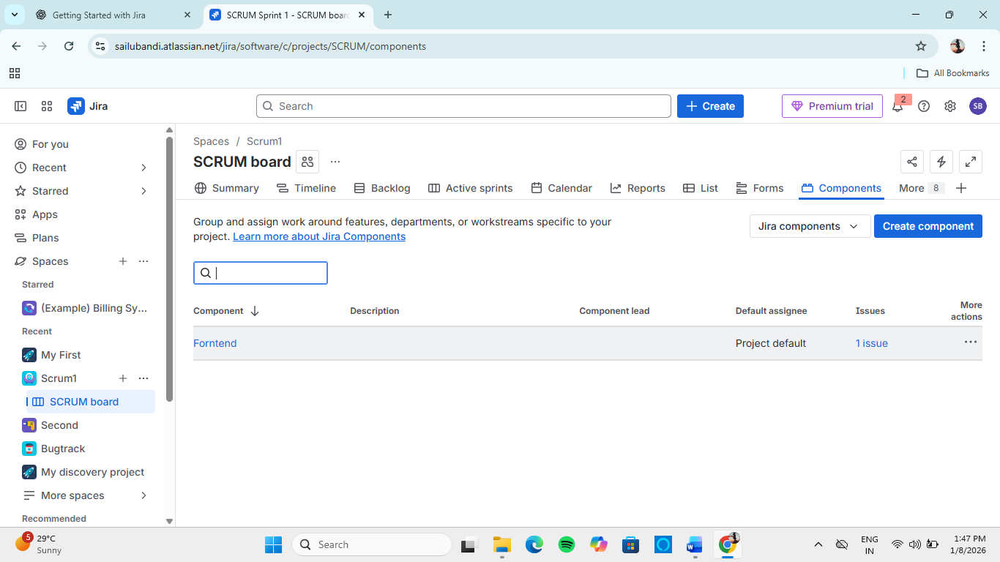 Getting Started with Jira
SCRUM Sprint 1 - SCRUM board
sailubandi.atlassian.net/jira/software/c/projects/SCRUM/components
All Bookmarks
Jira
Search
Create
Premium trial
2
SB
For you
Recent
Starred
Apps
Plans
Spaces
Starred
(Example) Billing Sy...
Recent
My First
Scrum1
SCRUM board
Second
Bugtrack
My discovery project
More spaces
Recommended
Spaces / Scrum1
SCRUM board
Summary Timeline Backlog Active sprints Calendar Reports List Forms Components More 8
Group and assign work around features, departments, or workstreams specific to your
project. Learn more about Jira Components
Jira components
Create component
Component Description Component lead Default assignee Issues More
actions
Forntend Project default 1 issue
5
29°C
Sunny
Search
ENG
IN
1:47 PM
1/8/2026